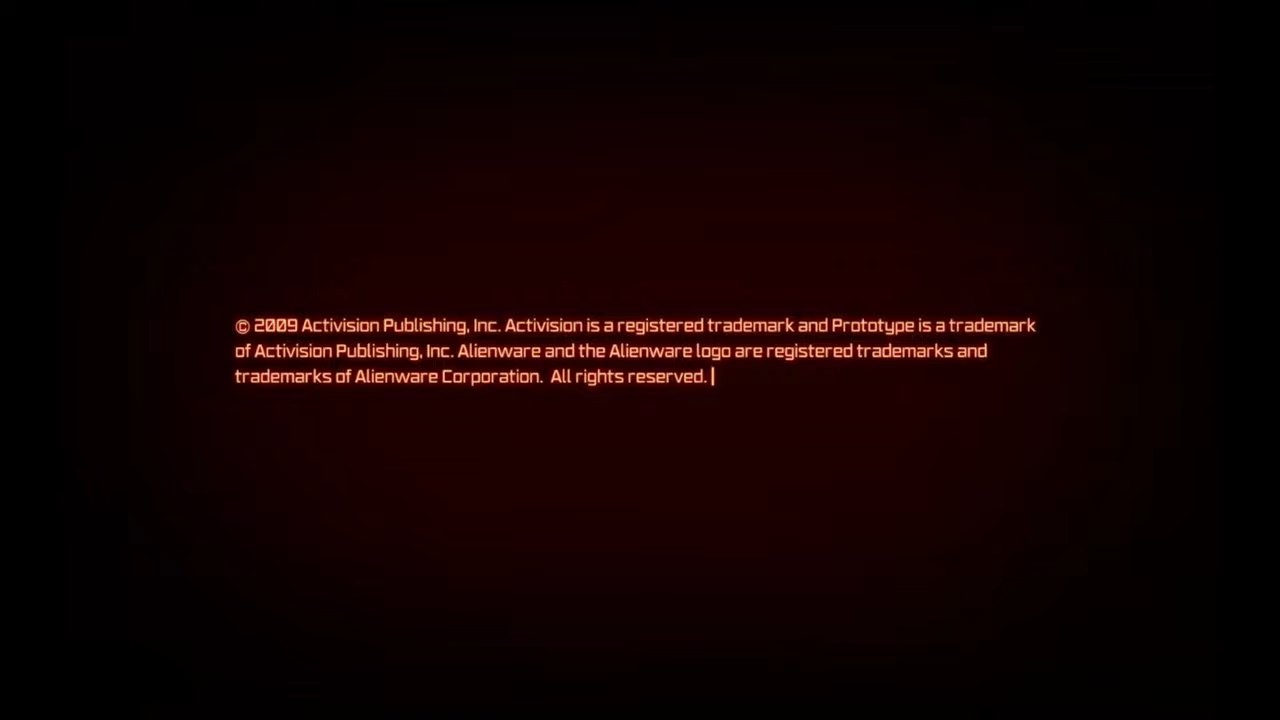 © 2009 Activision Publishing, Inc. Activision is a registered trademark and Prototype is a trademark
of Activision Publishing, Inc. Alienware and the Alienware logo are registered trademarks and
trademarks of Alienware Corporation.  All rights reserved.